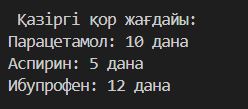 Қазіргі қор жағдайы:
Парацетамол: 10 дана
Аспирин: 5 дана
Ибупрофен: 12 дана